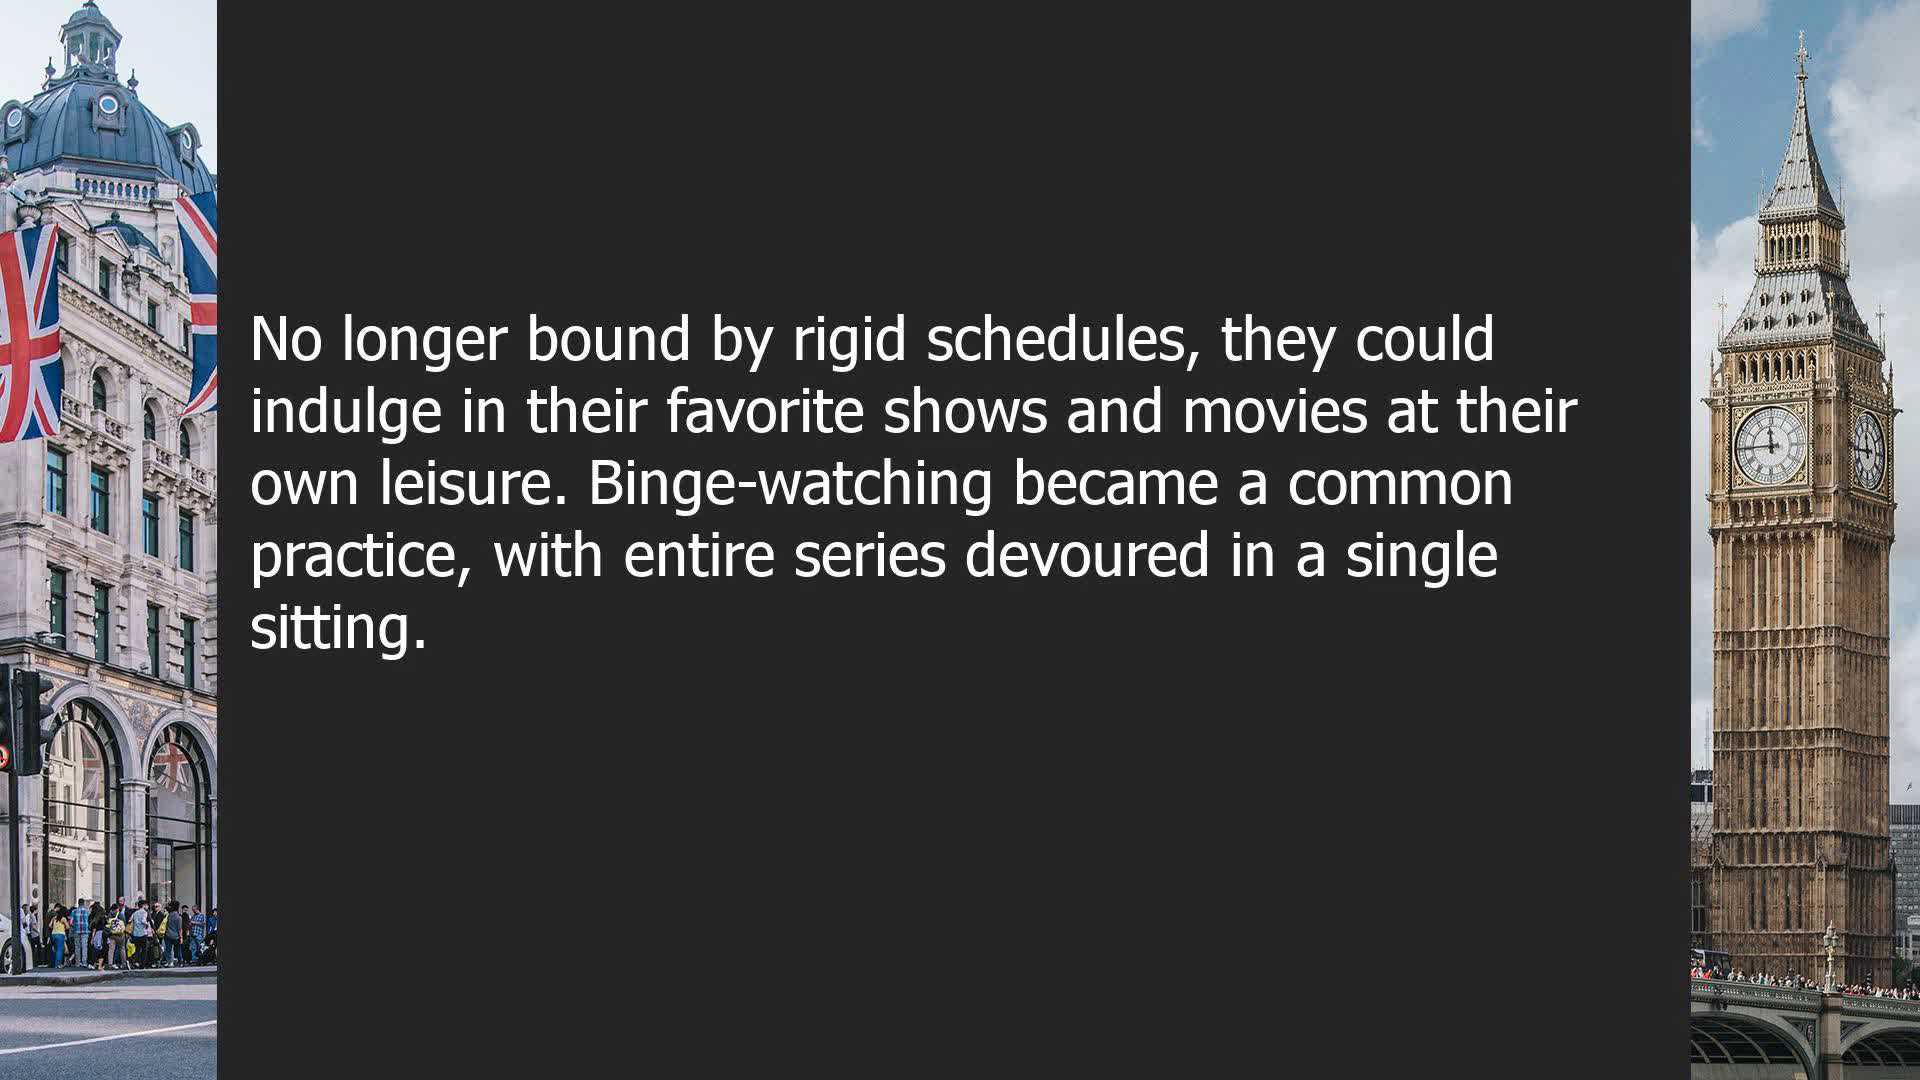 No longer bound by rigid schedules, they could
indulge in their favorite shows and movies at their
own leisure. Binge-watching became a common
practice, with entire series devoured in a single
sitting.